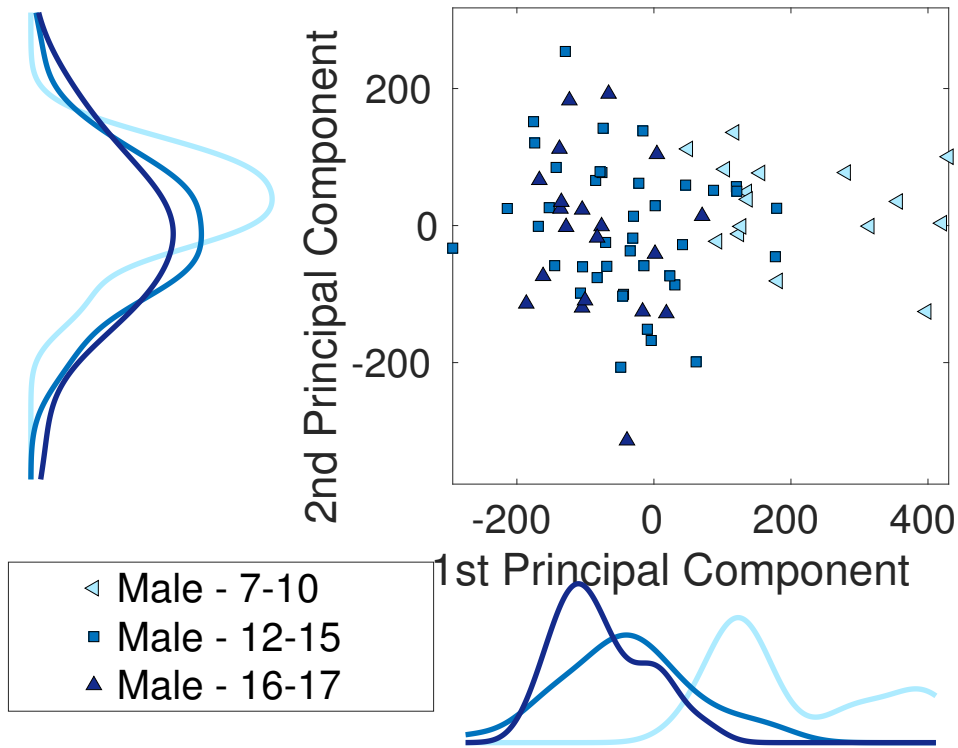 2nd Principal Component
200
0
-200
-200 0 200 400
1st Principal Component
Male - 7-10
Male - 12-15
Male - 16-17